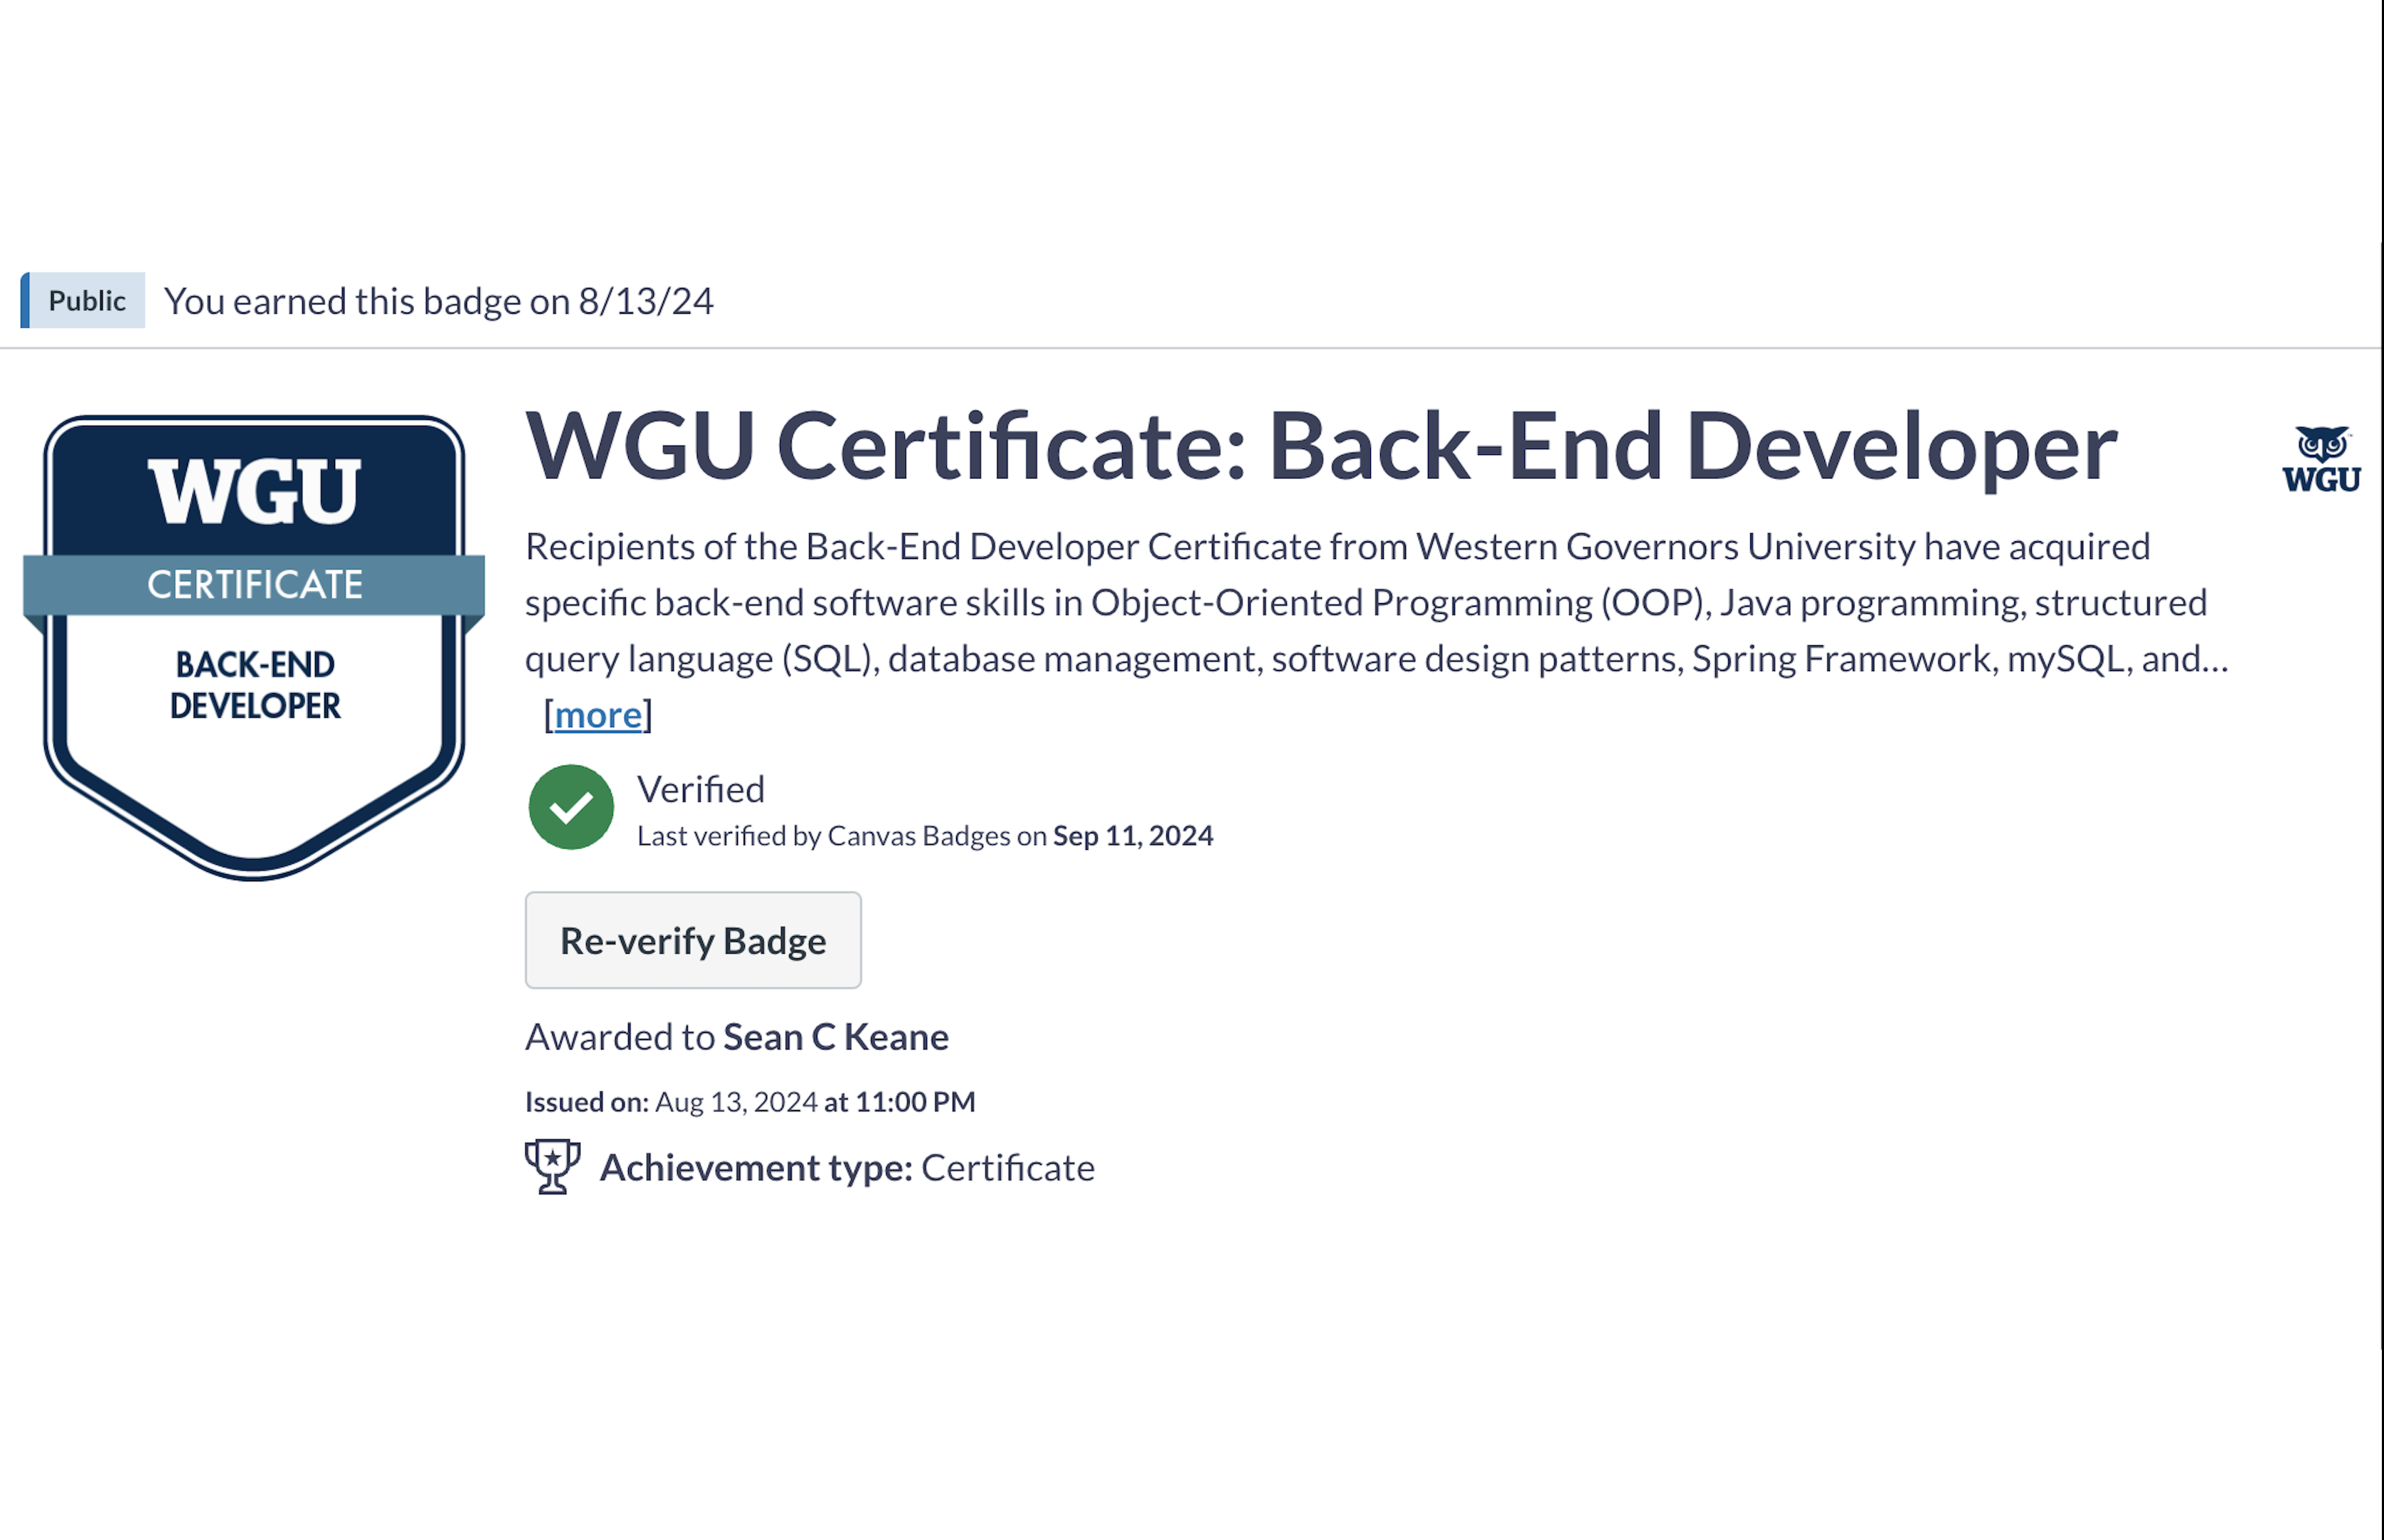 Public You earned this badge on 8/13/24
WGU
CERTIFICATE
BACK-END
DEVELOPER
WGU Certificate: Back-End Developer
WGU
Recipients of the Back-End Developer Certificate from Western Governors University have acquired
specific back-end software skills in Object-Oriented Programming (OOP), Java programming, structured
query language (SQL), database management, software design patterns, Spring Framework, mySQL, and...
[more]
Verified
Last verified by Canvas Badges on Sep 11, 2024
Re-verify Badge
Awarded to Sean C Keane
Issued on: Aug 13, 2024 at 11:00 PM
Achievement type: Certificate